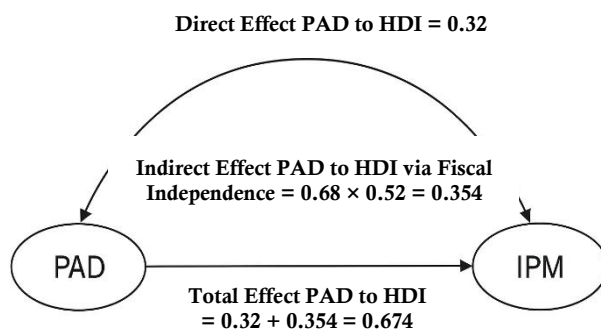 Direct Effect PAD to HDI = 0.32
Indirect Effect PAD to HDI via Fiscal
Independence = 0.68 × 0.52 = 0.354
PAD
IPM
Total Effect PAD to HDI
= 0.32 + 0.354 = 0.674